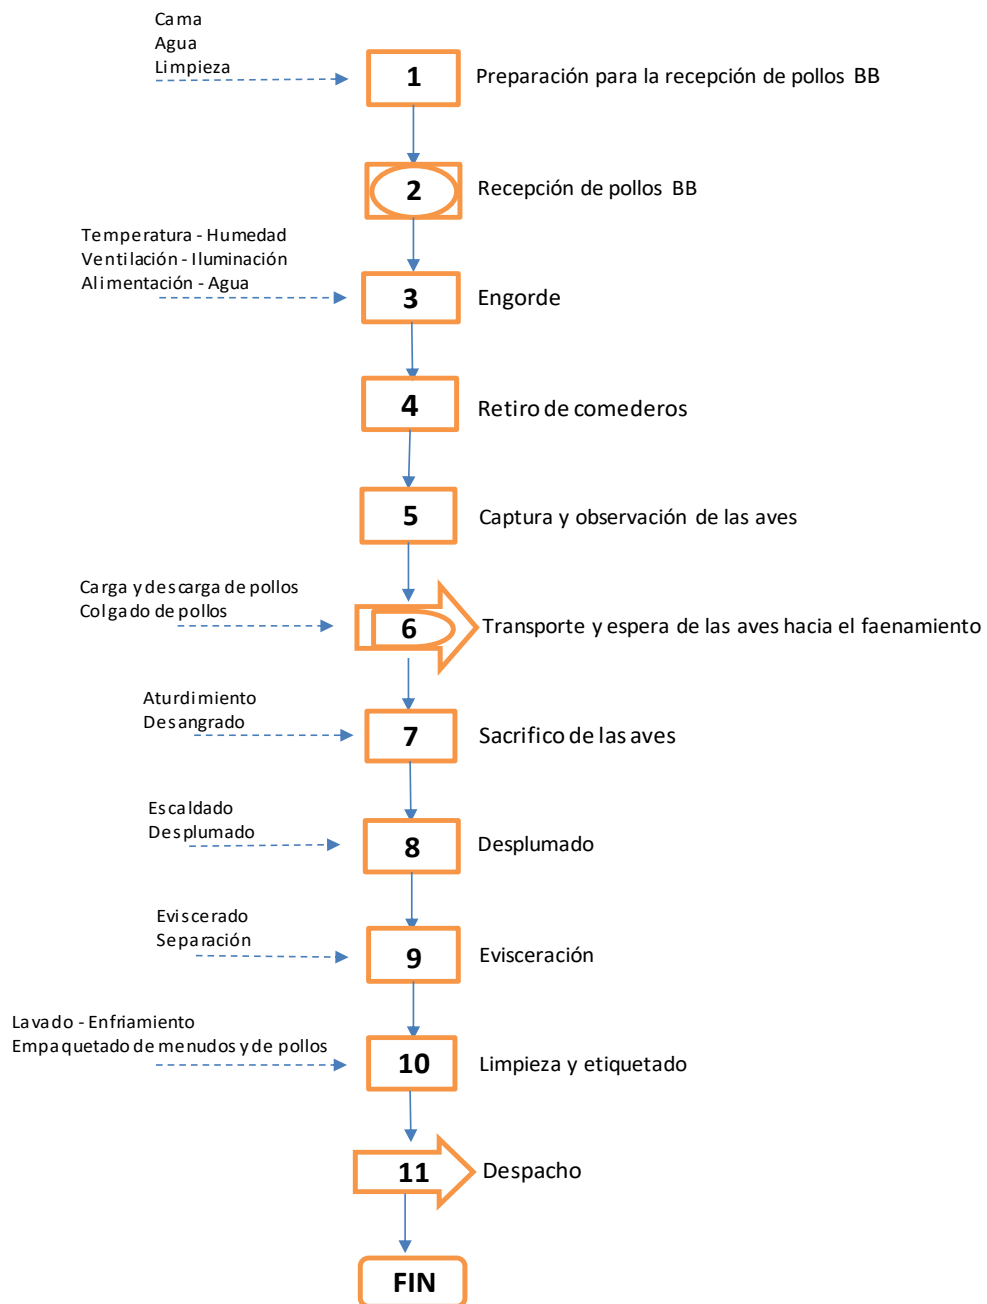 Cama
Agua
Limpieza
1
Preparación para la recepción de pollos BB
2
Recepción de pollos BB
Temperatura - Humedad
Ventilación - Iluminación
Alimentación - Agua
3
Engorde
4
Retiro de comederos
5
Captura y observación de las aves
Carga y descarga de pollos
Colgado de pollos
6
Transporte y espera de las aves hacia el faenamiento
Aturdimiento
Desangrado
7
Sacrifico de las aves
Escaldado
Desplumado
8
Desplumado
Eviscerado
Separación
9
Evisceración
Lavado - Enfriamiento
Empaquetado de menudos y de pollos
10
Limpieza y etiquetado
11
Despacho
FIN